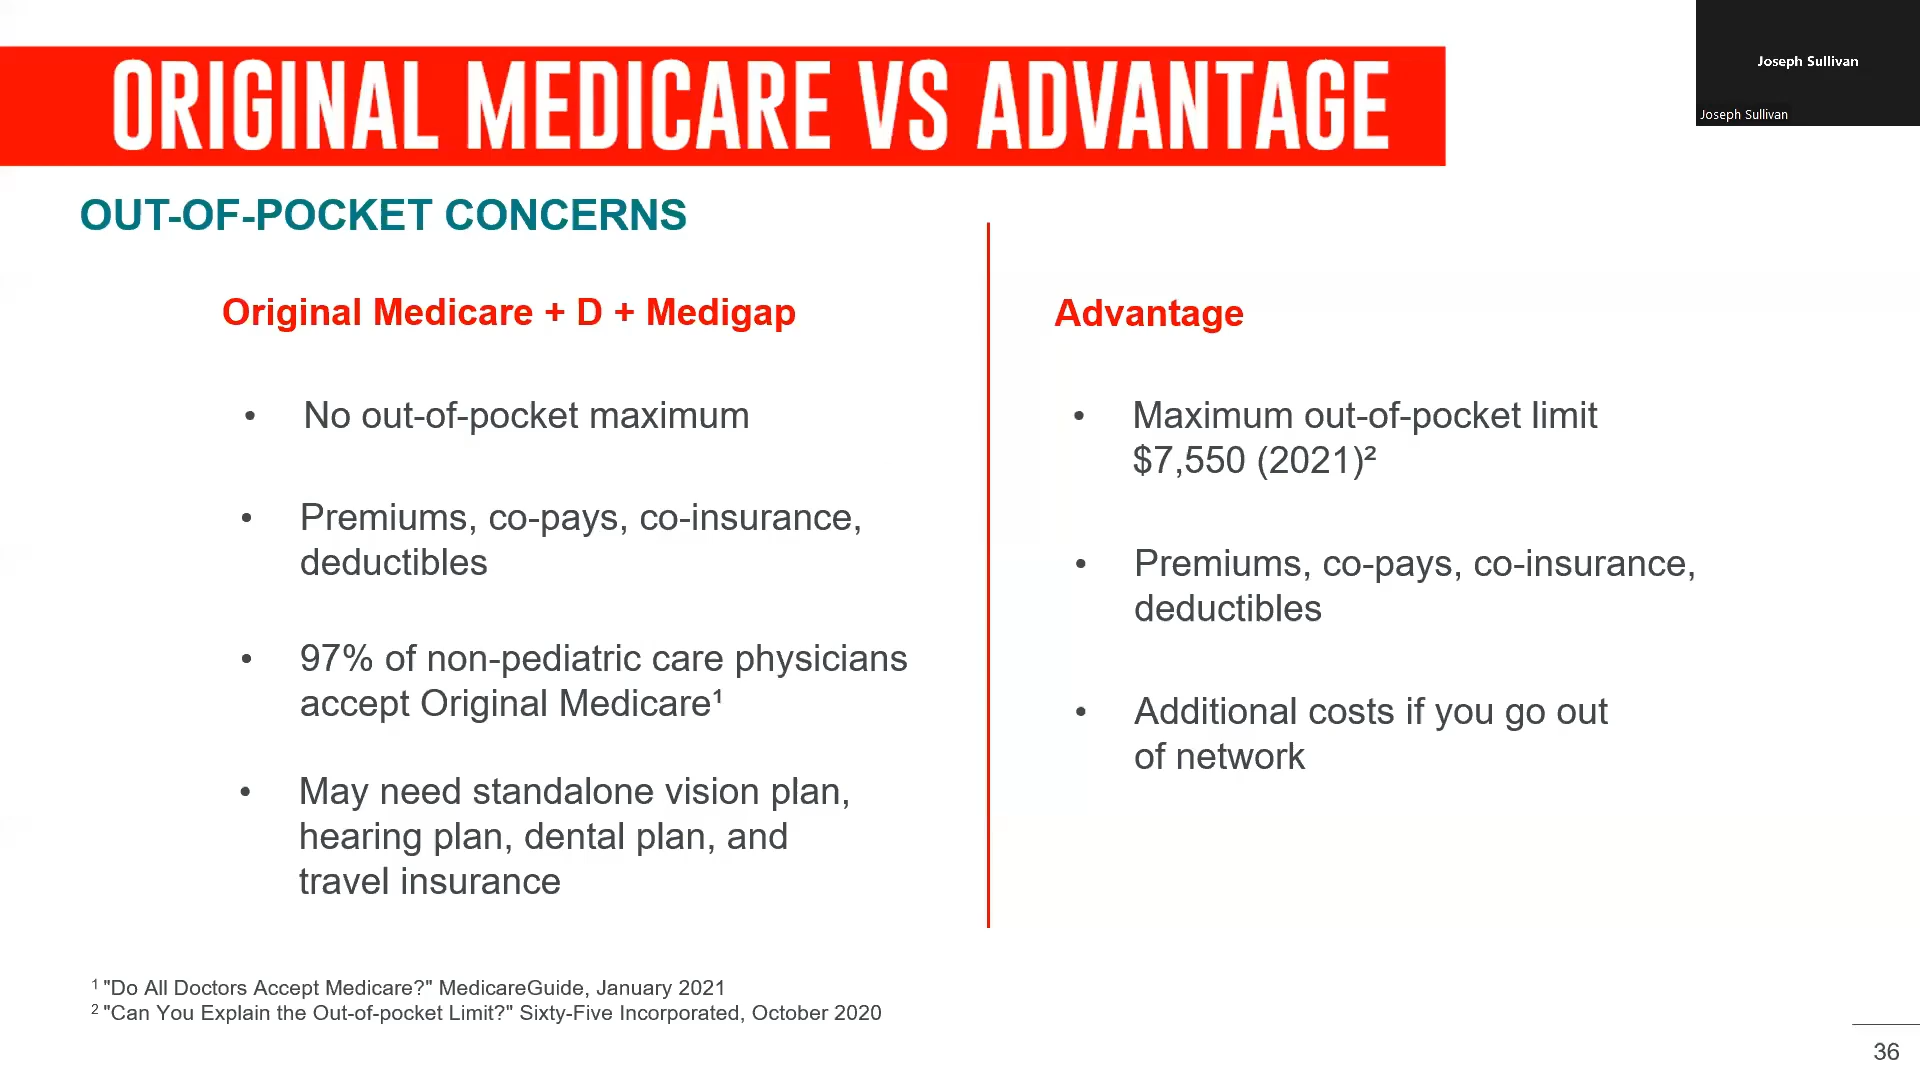 ORIGINAL MEDICARE VS ADVANTAGE
Joseph Sullivan
Joseph Sullivan
OUT-OF-POCKET CONCERNS
Original Medicare + D + Medigap
• No out-of-pocket maximum
• Premiums, co-pays, co-insurance,
deductibles
• 97% of non-pediatric care physicians
accept Original Medicare¹
• May need standalone vision plan,
hearing plan, dental plan, and
travel insurance
Advantage
• Maximum out-of-pocket limit
$7,550 (2021)²
• Premiums, co-pays, co-insurance,
deductibles
• Additional costs if you go out
of network
¹ "Do All Doctors Accept Medicare?" MedicareGuide, January 2021
² "Can You Explain the Out-of-pocket Limit?" Sixty-Five Incorporated, October 2020
36